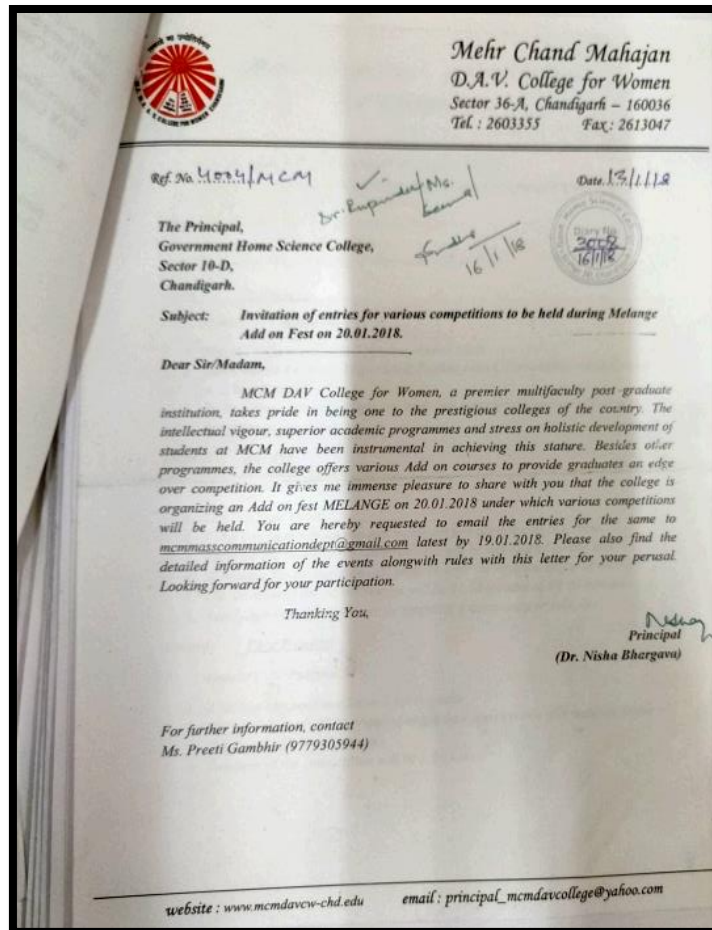 Mehr Chand Mahajan
D.A.V. College for Women
Sector 36-A, Chandigarh – 160036
Tel. : 2603355 Fax : 2613047
Ref. No. 4034/MCM
Date. 13/1/18
Dr. Rupinder/Ms.
16/1/18
Diary No
3008
16/1/18
The Principal,
Government Home Science College,
Sector 10-D,
Chandigarh.
Subject: Invitation of entries for various competitions to be held during Melange
Add on Fest on 20.01.2018.
Dear Sir/Madam,
MCM DAV College for Women, a premier multifaculty post graduate
institution, takes pride in being one to the prestigious colleges of the country. The
intellectual vigour, superior academic programmes and stress on holistic development of
students at MCM have been instrumental in achieving this stature. Besides other
programmes, the college offers various Add on courses to provide graduates an edge
over competition. It gives me immense pleasure to share with you that the college is
organizing an Add on fest MELANGE on 20.01.2018 under which various competitions
will be held. You are hereby requested to email the entries for the same to
mcmmasscommunicationdept@gmail.com latest by 19.01.2018. Please also find the
detailed information of the events alongwith rules with this letter for your perusal.
Looking forward for your participation.
Thanking You,
Principal
(Dr. Nisha Bhargava)
For further information, contact
Ms. Preeti Gambhir (9779305944)
website : www.mcmdavcw-chd.edu email : principal_mcmdavcollege@yahoo.com